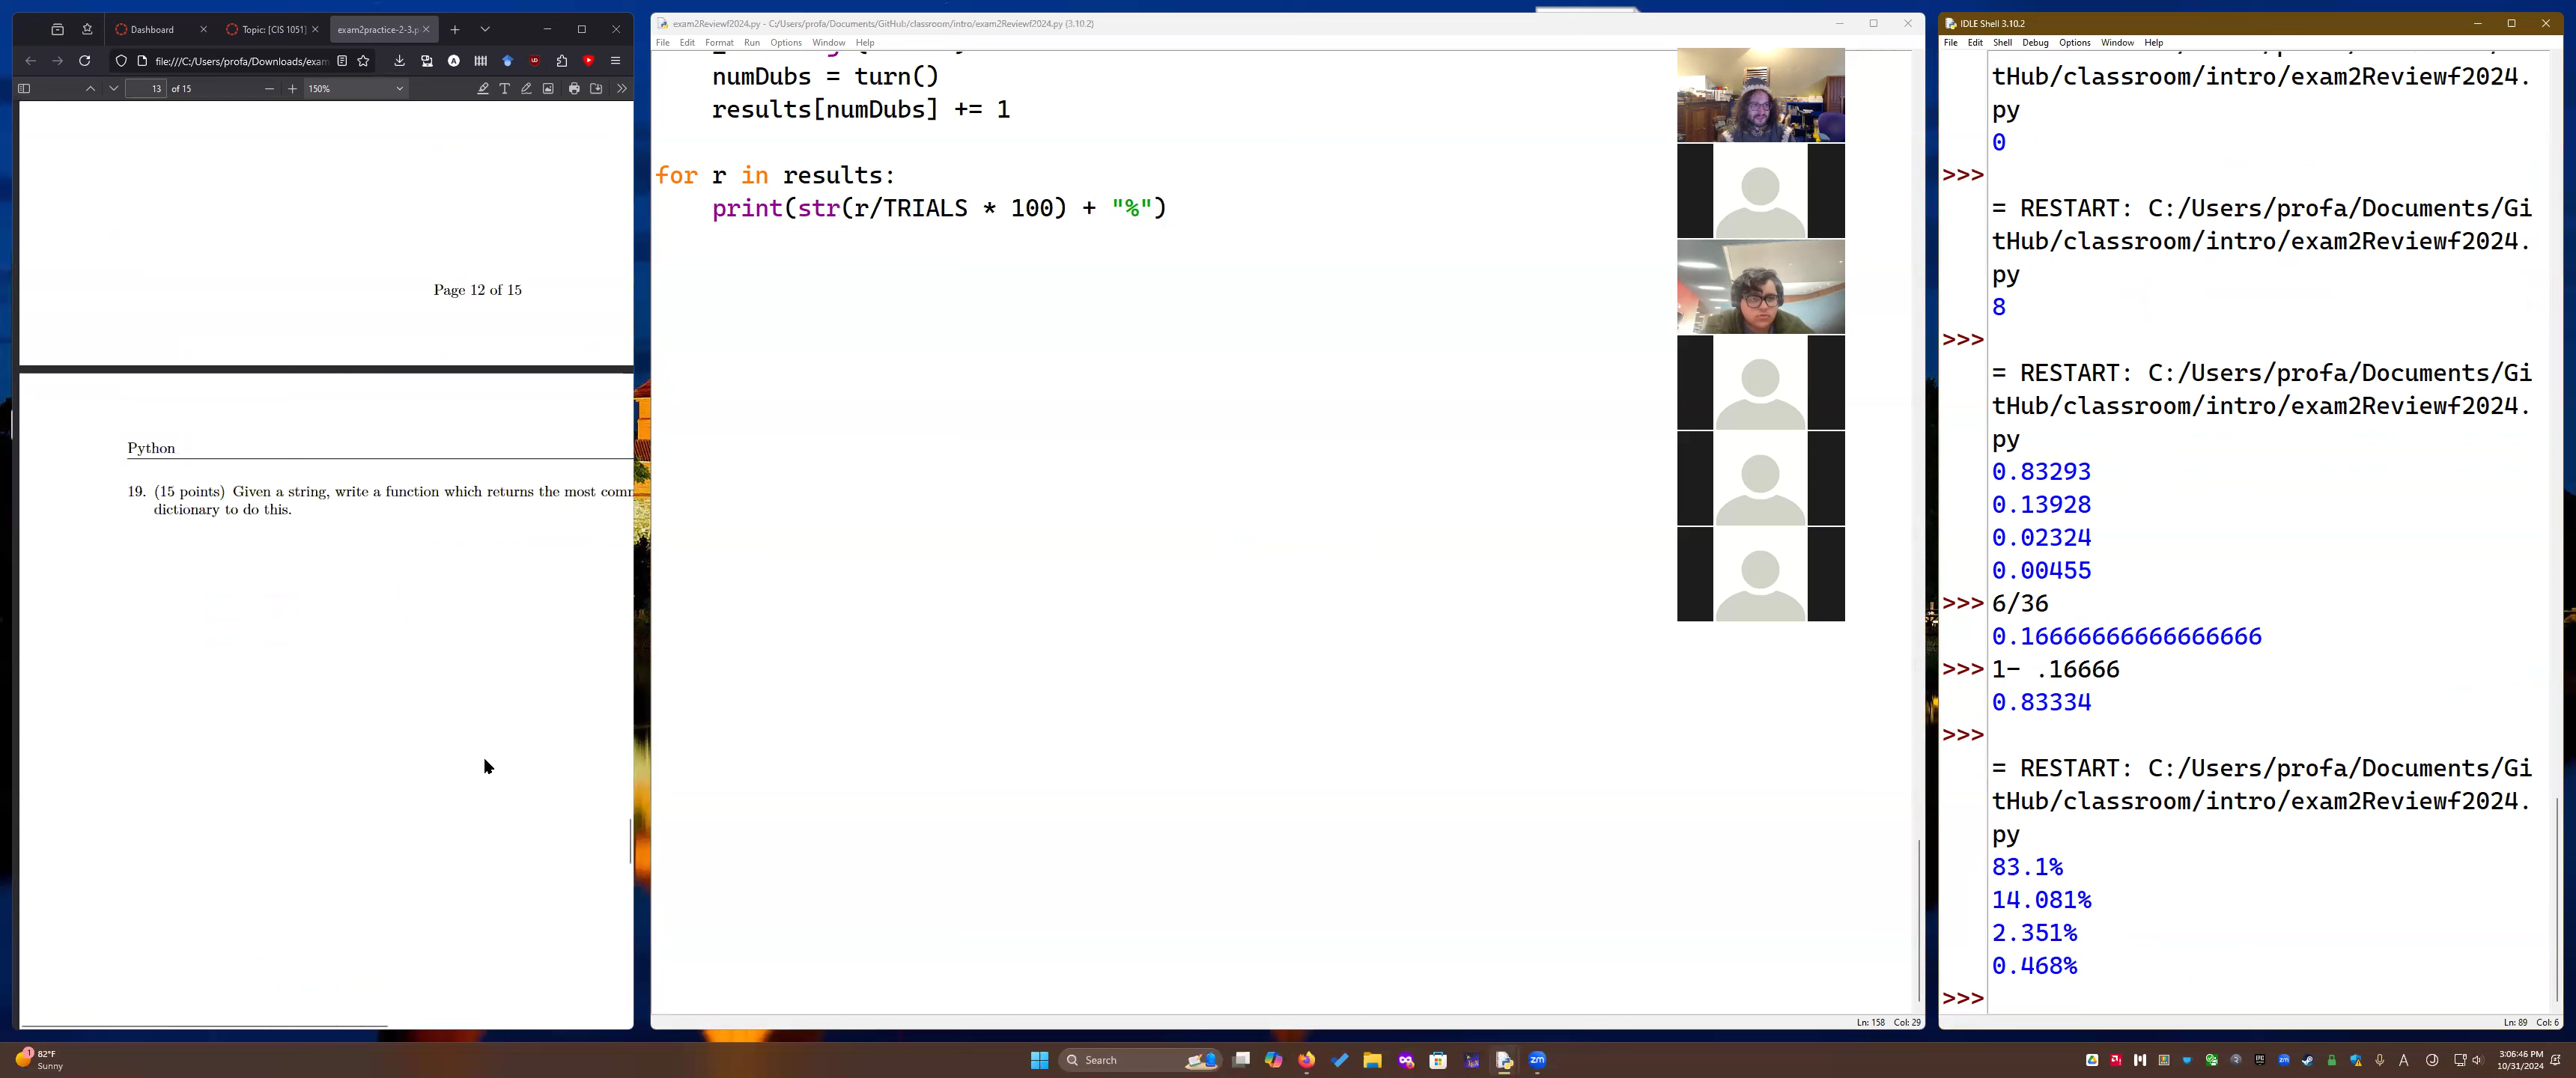 Dashboard
Topic: [CIS 1051]
exam2practice-2-3.p
file:///C:/Users/profa/Downloads/exam
13 of 15
150%
Page 12 of 15
Python
19. (15 points) Given a string, write a function which returns the most comm
dictionary to do this.
exam2Reviewf2024.py - C:/Users/profa/Documents/GitHub/classroom/intro/exam2Reviewf2024.py (3.10.2)
File Edit Format Run Options Window Help
numDubs = turn()
results[numDubs] += 1
for r in results:
print(str(r/TRIALS * 100) + "%")
Ln: 158 Col: 29
IDLE Shell 3.10.2
File Edit Shell Debug Options Window Help
tHub/classroom/intro/exam2Reviewf2024.
py
0
>>>
= RESTART: C:/Users/profa/Documents/Gi
tHub/classroom/intro/exam2Reviewf2024.
py
8
>>>
= RESTART: C:/Users/profa/Documents/Gi
tHub/classroom/intro/exam2Reviewf2024.
py
0.83293
0.13928
0.02324
0.00455
>>> 6/36
0.16666666666666666
>>> 1- .16666
0.83334
>>>
= RESTART: C:/Users/profa/Documents/Gi
tHub/classroom/intro/exam2Reviewf2024.
py
83.1%
14.081%
2.351%
0.468%
>>>
Ln: 89 Col: 6
1
82°F
Sunny
Search
zm
3:06:46 PM
10/31/2024